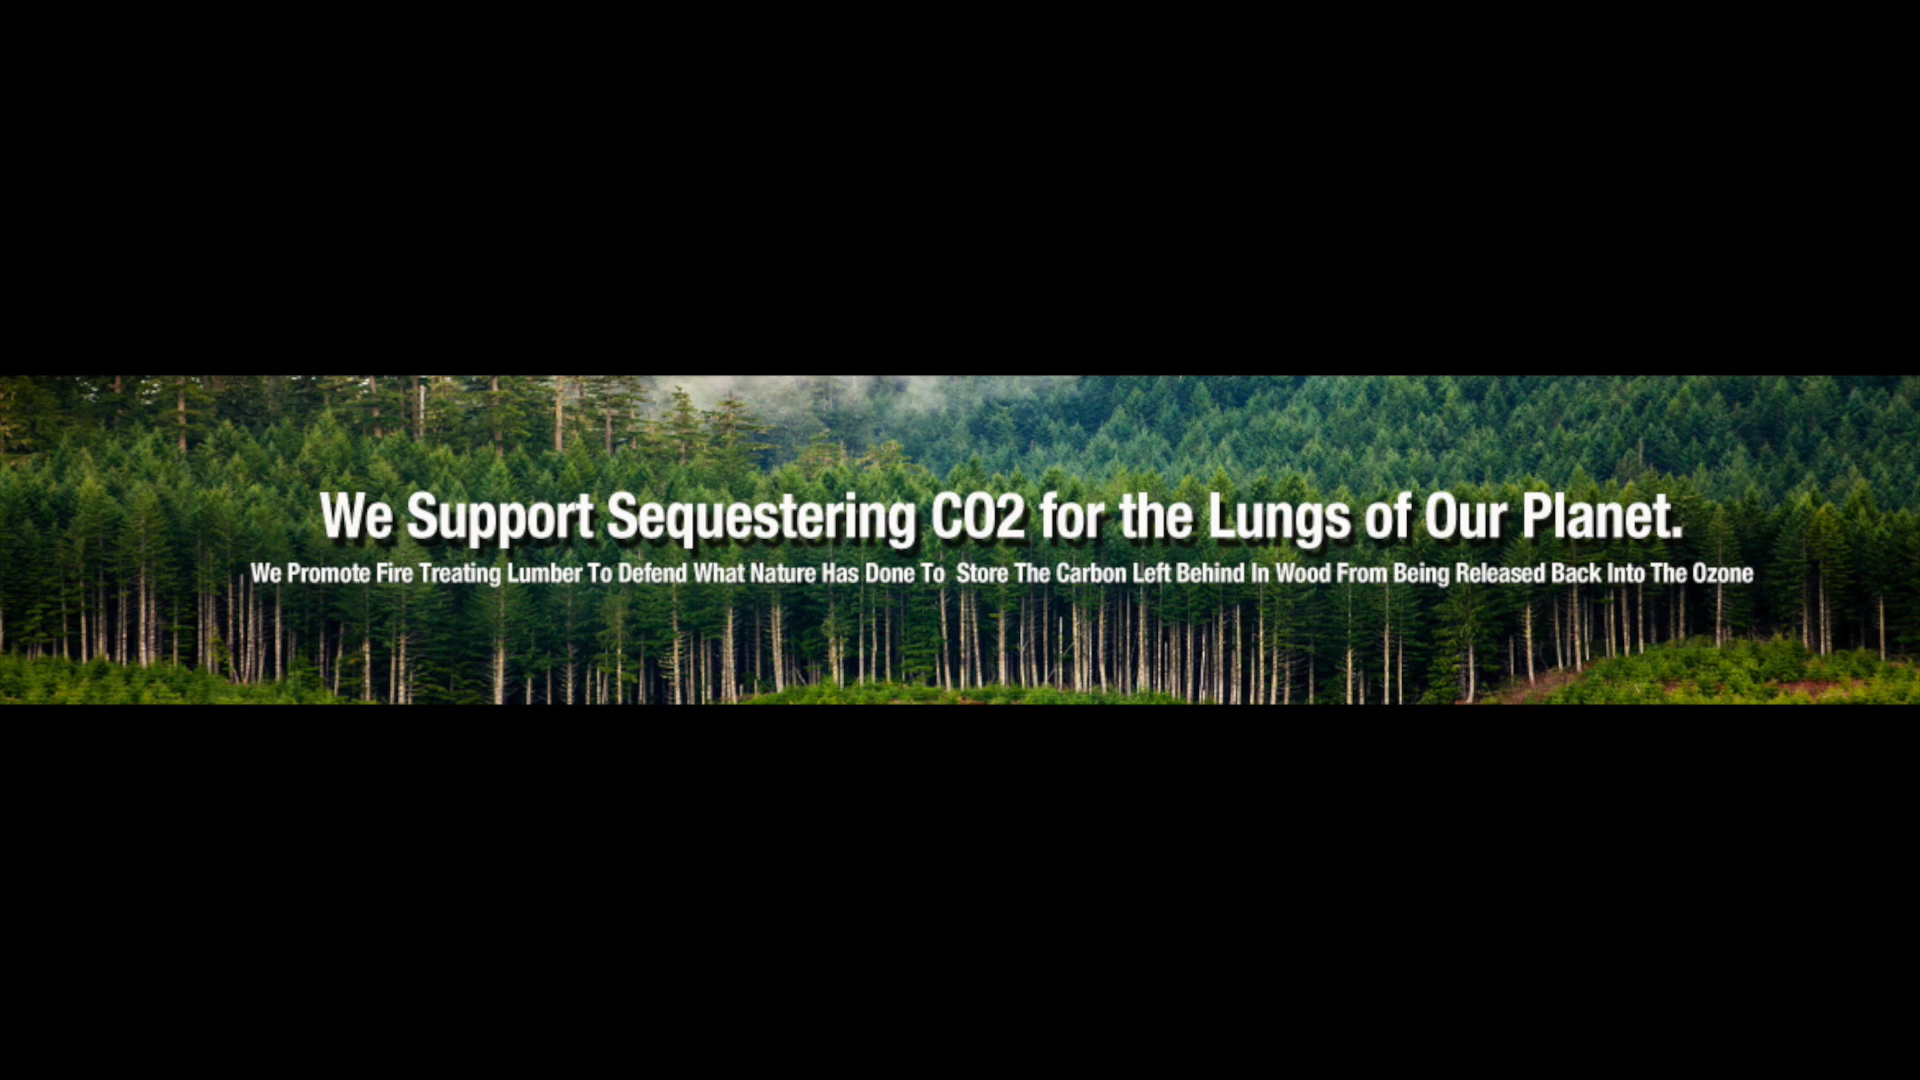 We Support Sequestering CO2 for the Lungs of Our Planet.
We Promote Fire Treating Lumber To Defend What Nature Has Done To  Store The Carbon Left Behind In Wood From Being Released Back Into The Ozone